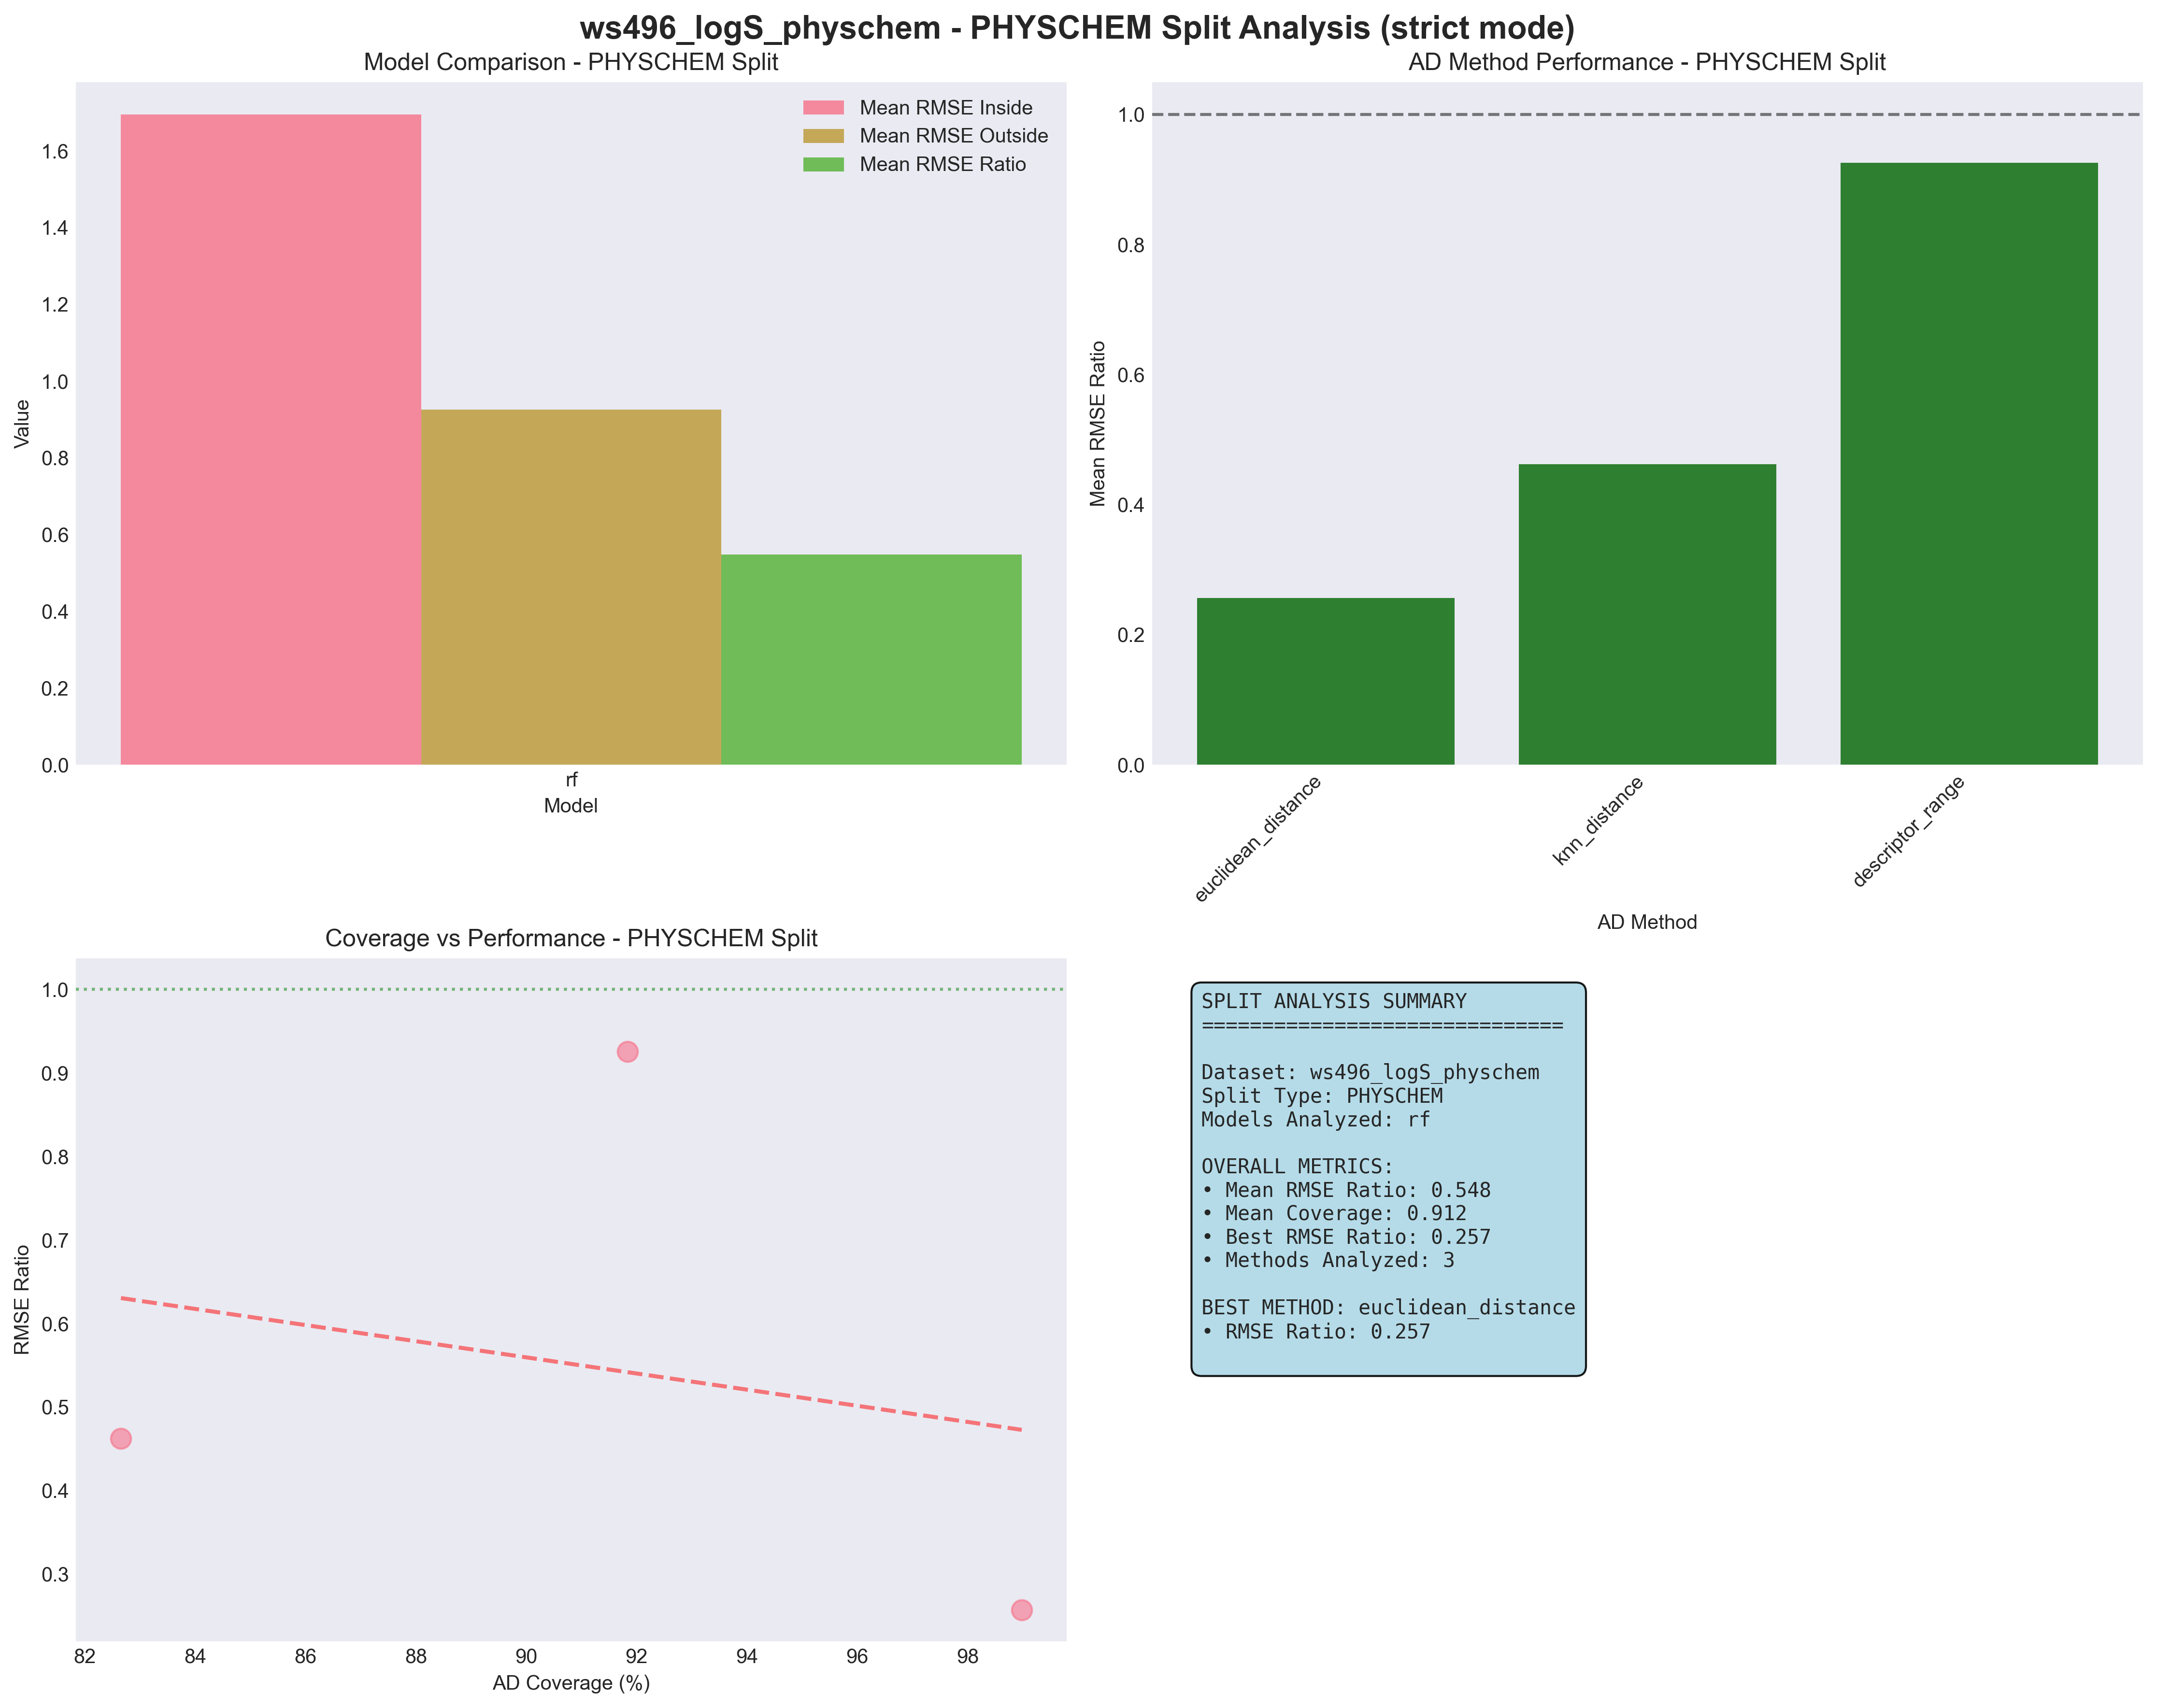 ws496_logS_physchem - PHYSCHEM Split Analysis (strict mode)
Model Comparison - PHYSCHEM Split
Mean RMSE Inside
Mean RMSE Outside
Mean RMSE Ratio
Value
1.6
1.4
1.2
1.0
0.8
0.6
0.4
0.2
0.0
rf
Model
AD Method Performance - PHYSCHEM Split
Mean RMSE Ratio
1.0
0.8
0.6
0.4
0.2
0.0
euclidean_distance
knn_distance
descriptor_range
AD Method
Coverage vs Performance - PHYSCHEM Split
RMSE Ratio
1.0
0.9
0.8
0.7
0.6
0.5
0.4
0.3
82 84 86 88 90 92 94 96 98
AD Coverage (%)
SPLIT ANALYSIS SUMMARY
==============================
Dataset: ws496_logS_physchem
Split Type: PHYSCHEM
Models Analyzed: rf
OVERALL METRICS:
• Mean RMSE Ratio: 0.548
• Mean Coverage: 0.912
• Best RMSE Ratio: 0.257
• Methods Analyzed: 3
BEST METHOD: euclidean_distance
• RMSE Ratio: 0.257